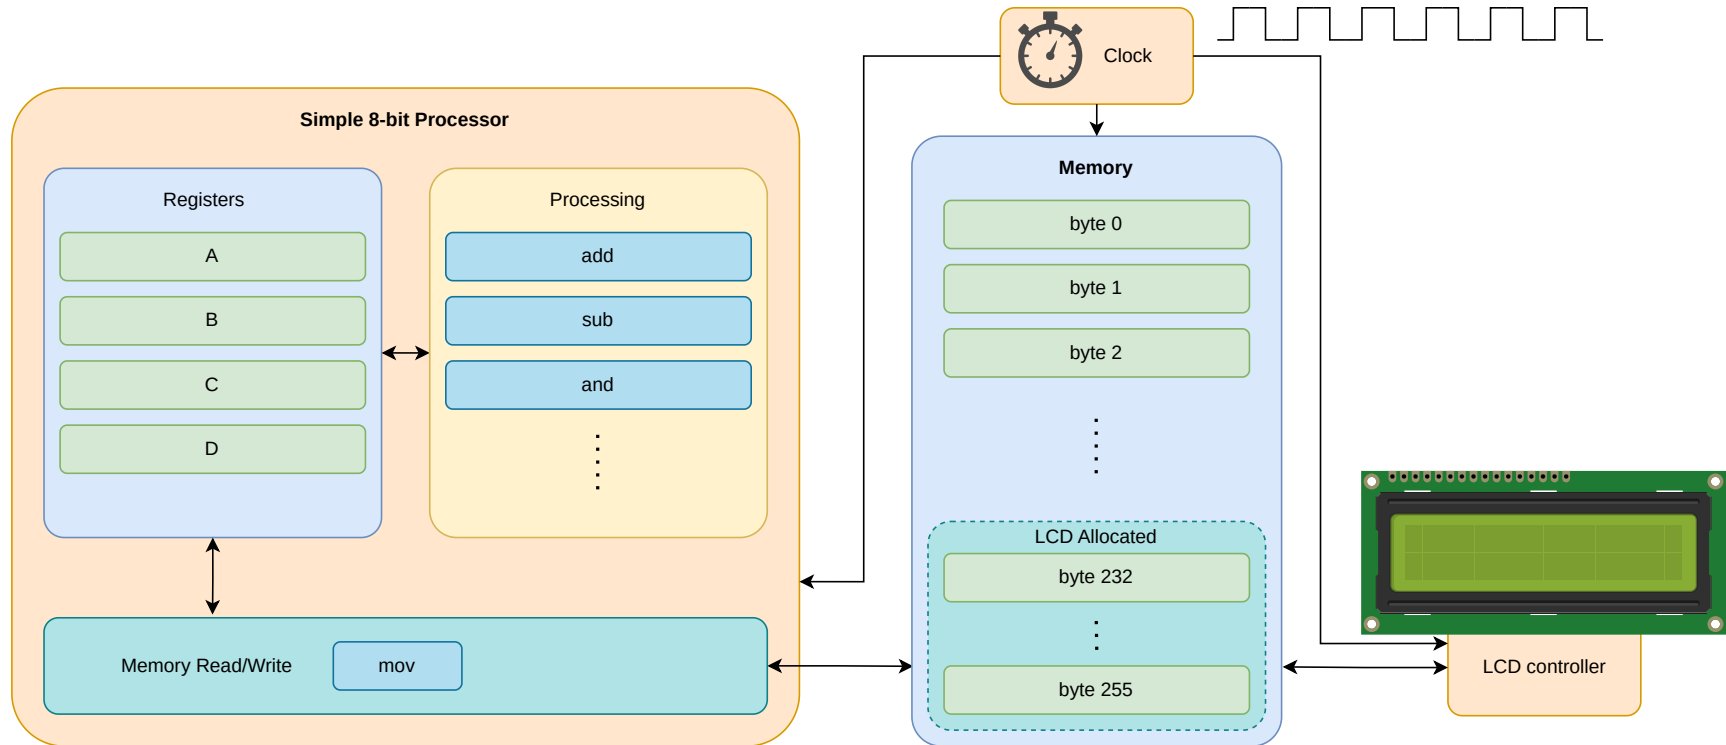 Clock
Simple 8-bit Processor
Registers
A
B
C
D
Processing
add
sub
and
Memory Read/Write
mov
Memory
byte 0
byte 1
byte 2
LCD Allocated
byte 232
byte 255
LCD controller